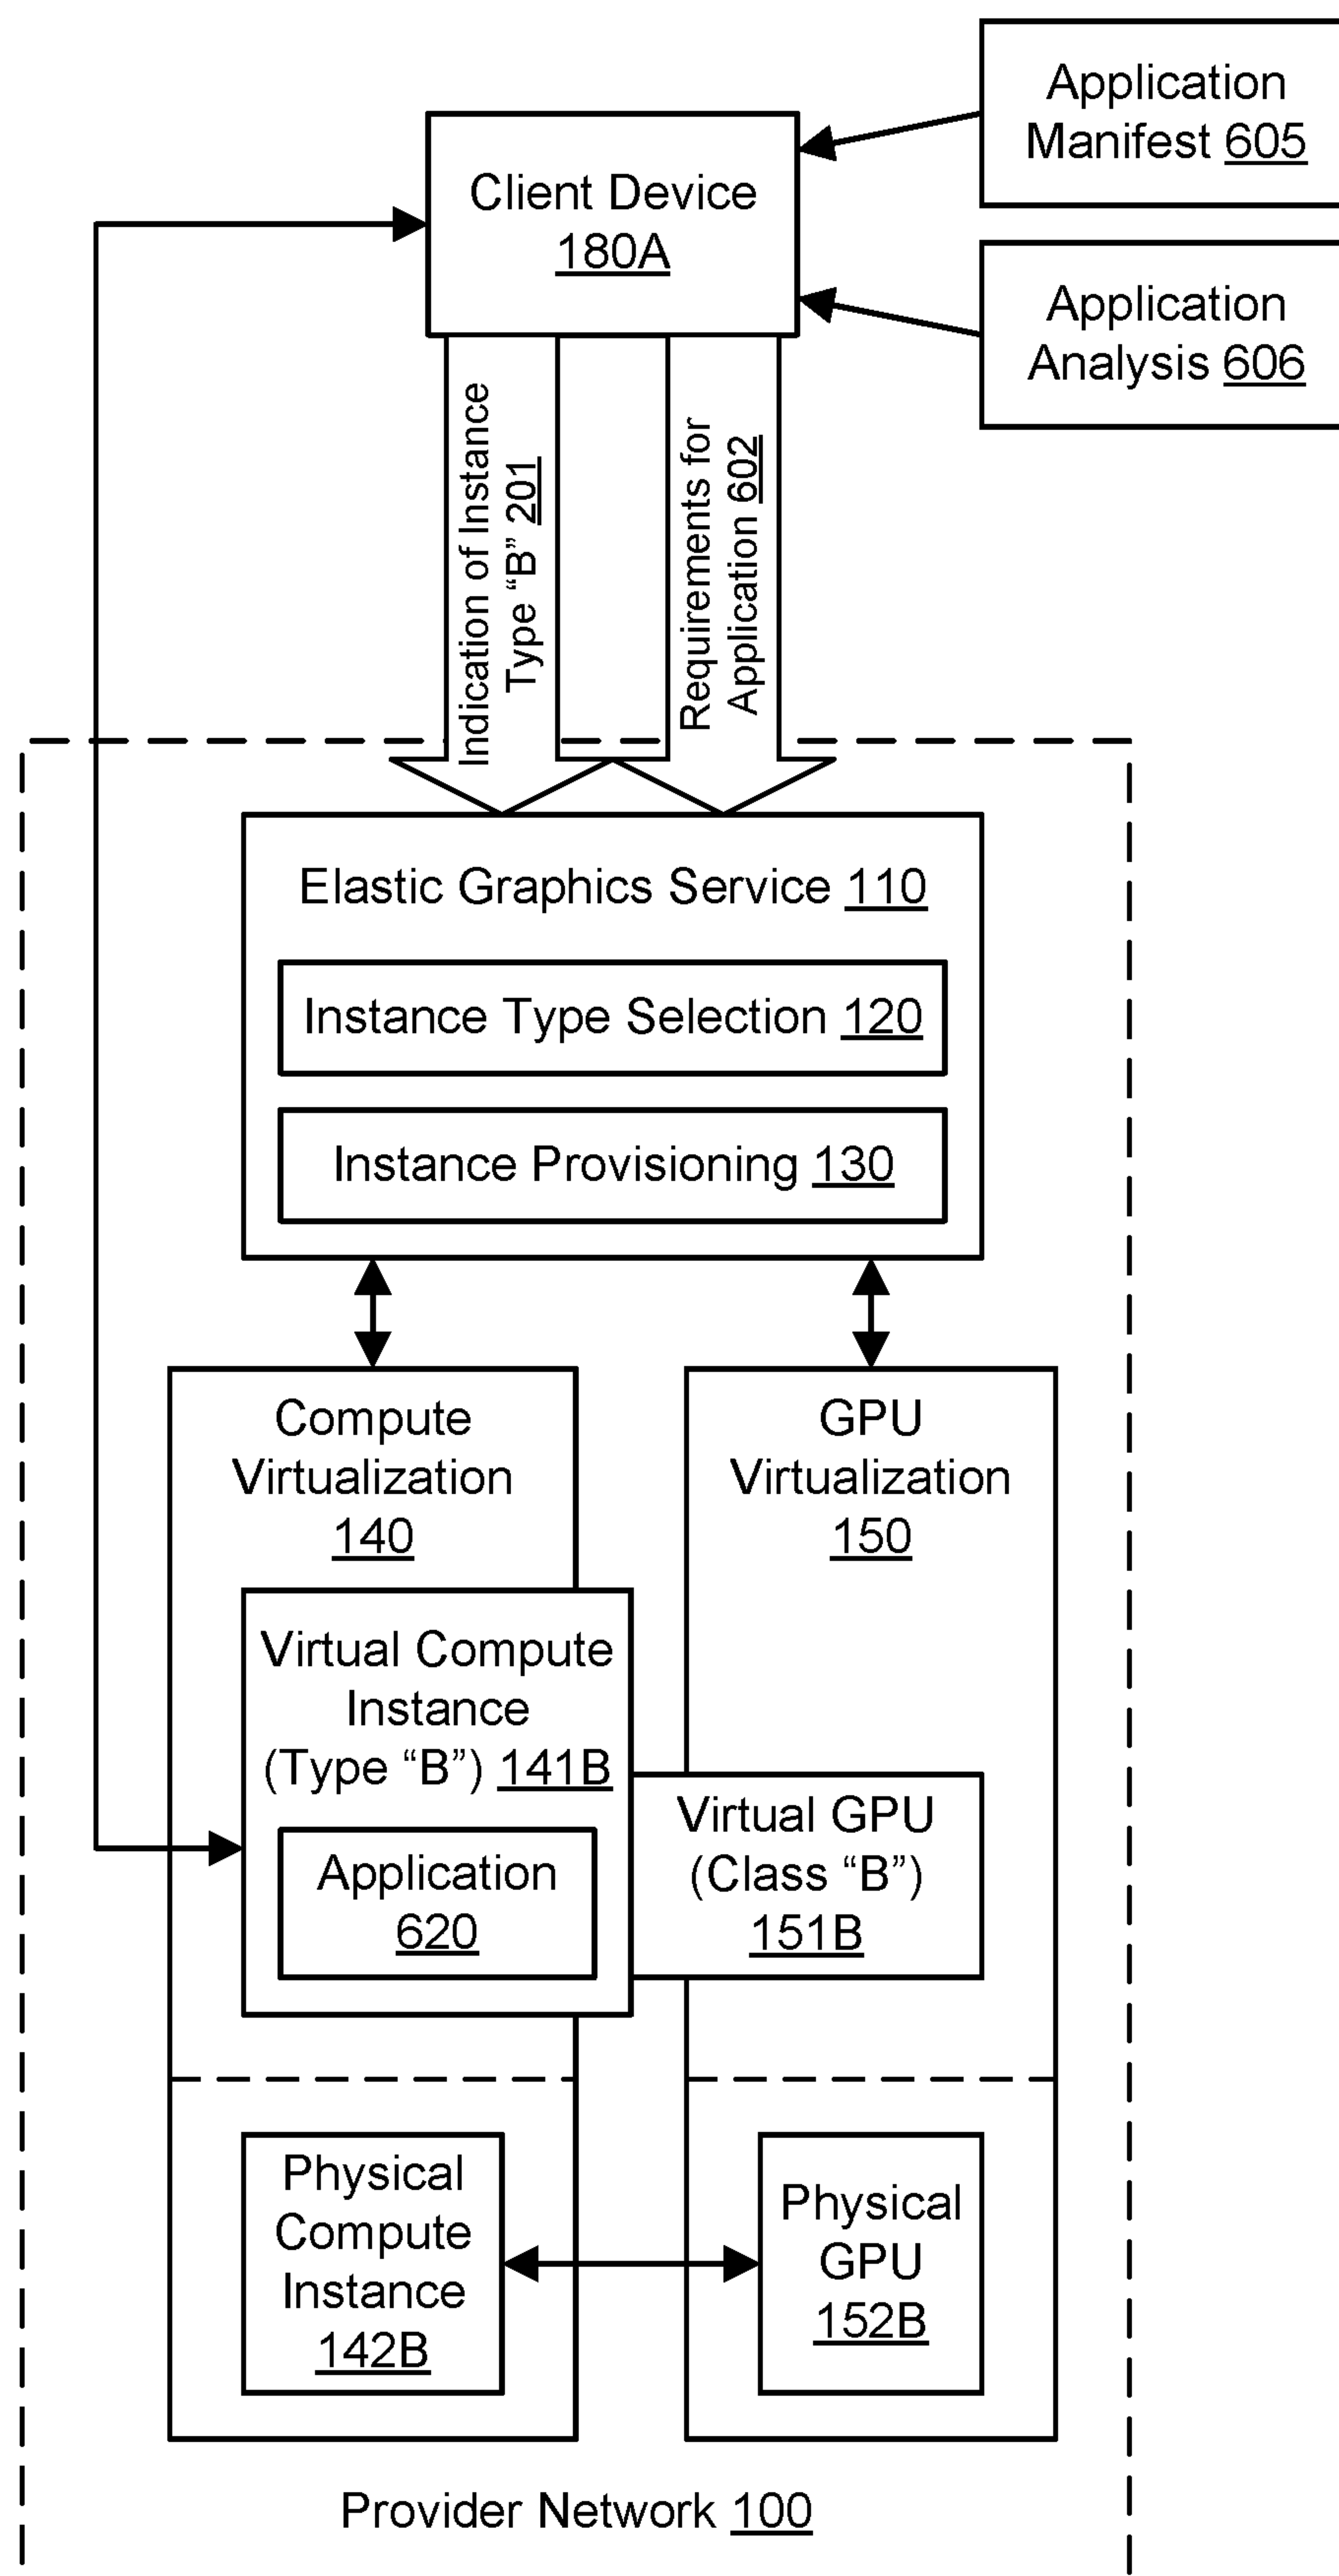 Application
Manifest 605
Client Device
180A
Application
Analysis 606
Indication of Instance
Type “B” 201
Requirements for
Application 602
Elastic Graphics Service 110
Instance Type Selection 120
Instance Provisioning 130
Compute
Virtualization
140
GPU
Virtualization
150
Virtual Compute
Instance
(Type “B”) 141B
Application
620
Virtual GPU
(Class “B”)
151B
Physical
Compute
Instance
142B
Physical
GPU
152B
Provider Network 100